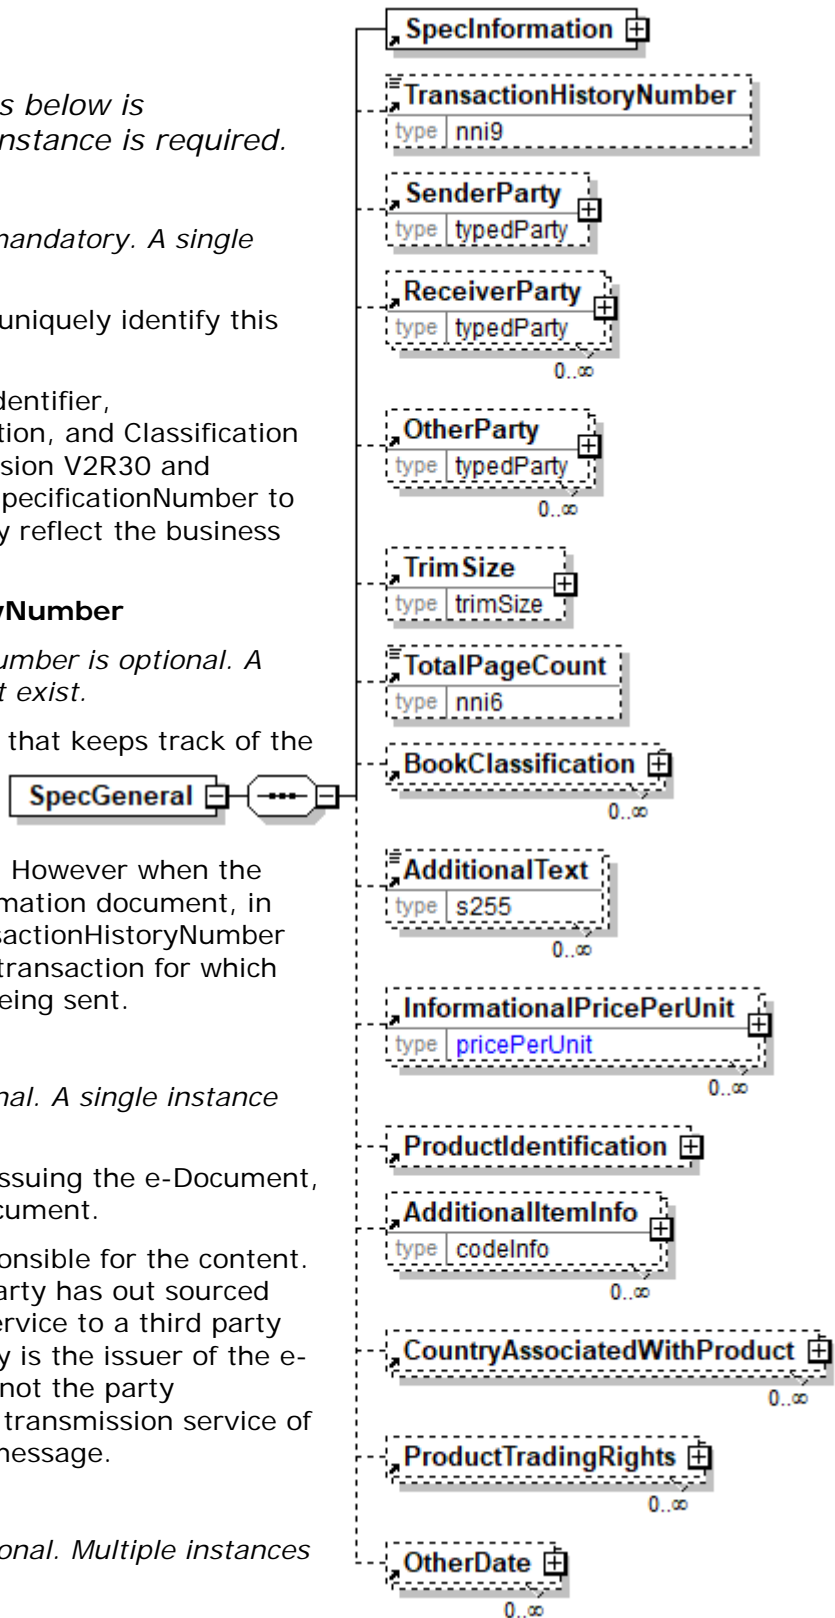 s below is
nstance is required.
mandatory. A single
uniquely identify this
dentifier,
tion, and Classification
sion V2R30 and
SpecificationNumber to
y reflect the business
yNumber
umber is optional. A
t exist.
that keeps track of the
SpecGeneral
However when the
mation document, in
sactionHistoryNumber
transaction for which
eing sent.
nal. A single instance
ssuing the e-Document,
cument.
onsible for the content.
arty has out sourced
ervice to a third party
y is the issuer of the e-
not the party
transmission service of
message.
onal. Multiple instances
SpecInformation
TransactionHistoryNumber
type nni9
SenderParty
type typedParty
ReceiverParty
type typedParty
0..∞
OtherParty
type typedParty
0..∞
TrimSize
type trimSize
TotalPageCount
type nni6
BookClassification
0..∞
AdditionalText
type s255
0..∞
InformationalPricePerUnit
type pricePerUnit
0..∞
ProductIdentification
AdditionalItemInfo
type codeInfo
0..∞
CountryAssociatedWithProduct
0..∞
ProductTradingRights
0..∞
OtherDate
0..∞